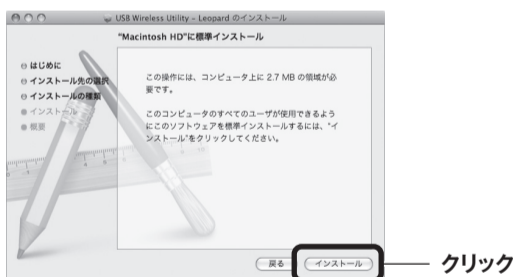 USB Wireless Utility – Leopard のインストール
"Macintosh HD"に標準インストール
はじめに
インストール先の選択
インストールの種類
インストール
概要
この操作には、コンピュータ上に 2.7 MB の領域が必
要です。
このコンピュータのすべてのユーザが使用できるよう
にこのソフトウェアを標準インストールするには、"イ
ンストール"をクリックしてください。
戻る
インストール
クリック